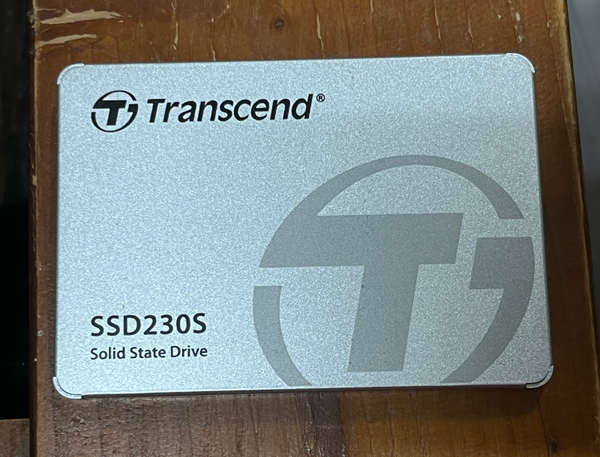 Transcend®
SSD230S
Solid State Drive